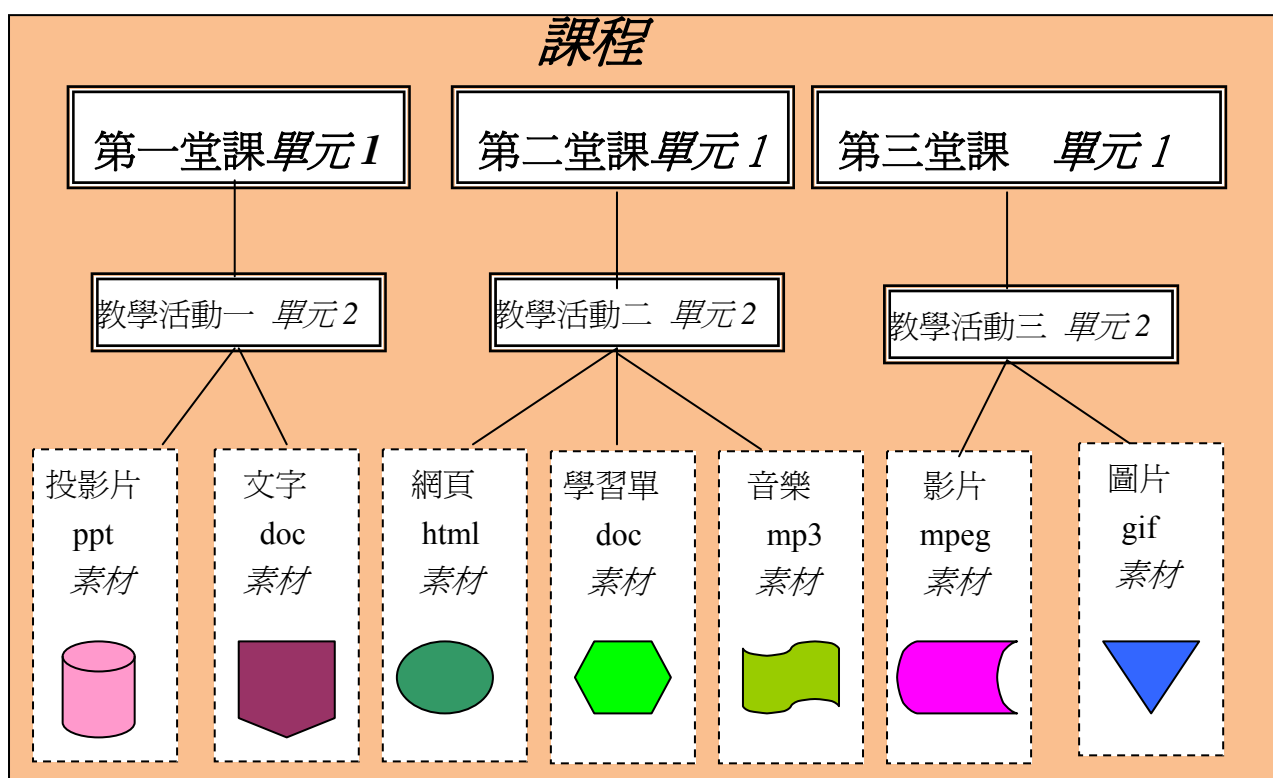 課程
第一堂課單元1
第二堂課單元1
第三堂課 單元1
教學活動一 單元2
教學活動二 單元2
教學活動三 單元2
投影片
ppt
素材
文字
doc
素材
網頁
html
素材
學習單
doc
素材
音樂
mp3
素材
影片
mpeg
素材
圖片
gif
素材